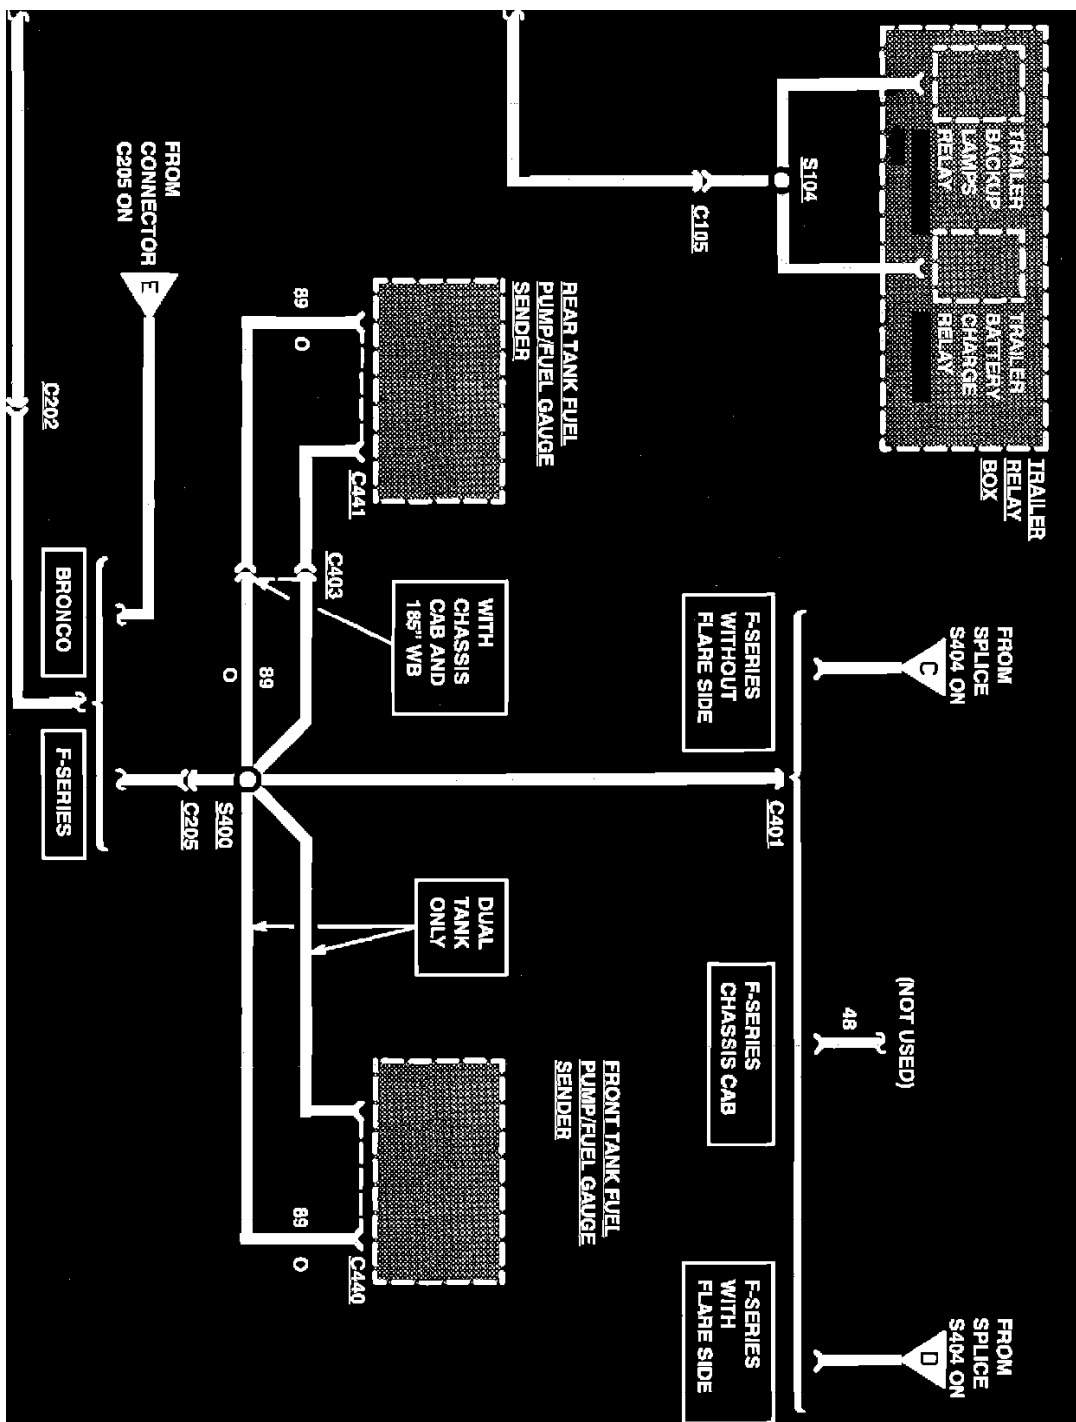 TRAILER
BACKUP
LAMPS
RELAY
TRAILER
BATTERY
CHARGE
RELAY
TRAILER
RELAY
BOX
S104
C105
FROM
SPLICE
S404 ON
C
(NOT USED)
48
FROM
SPLICE
S404 ON
D
F-SERIES
WITHOUT
FLARE SIDE
C401
F-SERIES
CHASSIS CAB
F-SERIES
WITH
FLARE SIDE
REAR TANK FUEL
PUMP/FUEL GAUGE
SENDER
FRONT TANK FUEL
PUMP/FUEL GAUGE
SENDER
WITH
CHASSIS
CAB AND
185" WB
DUAL
TANK
ONLY
C441
C403
C440
89
O
89
O
89
O
S400
C205
FROM
CONNECTOR
C205 ON
E
C202
BRONCO
F-SERIES